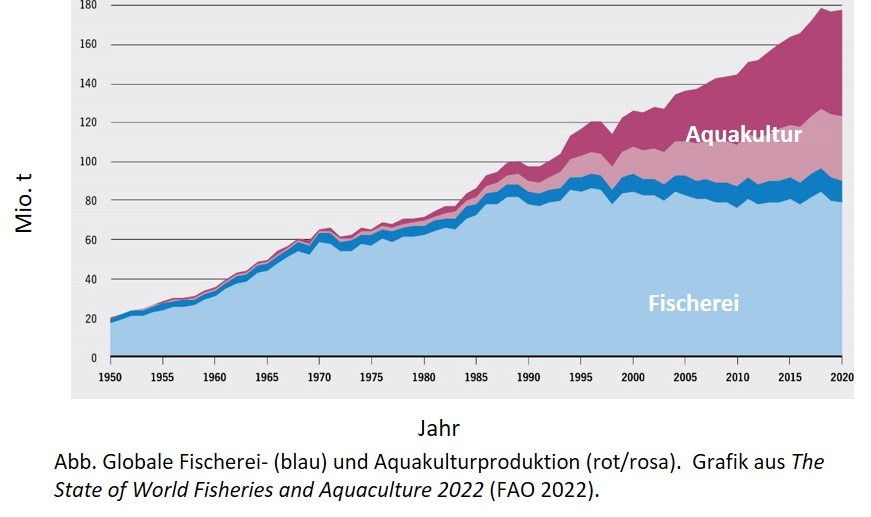 180
160
140
120
100
80
60
40
20
0
Mio. t
Aquakultur
Fischerei
1950 1955 1960 1965 1970 1975 1980 1985 1990 1995 2000 2005 2010 2015 2020
Jahr
Abb. Globale Fischerei- (blau) und Aquakulturproduktion (rot/rosa). Grafik aus The
State of World Fisheries and Aquaculture 2022 (FAO 2022).